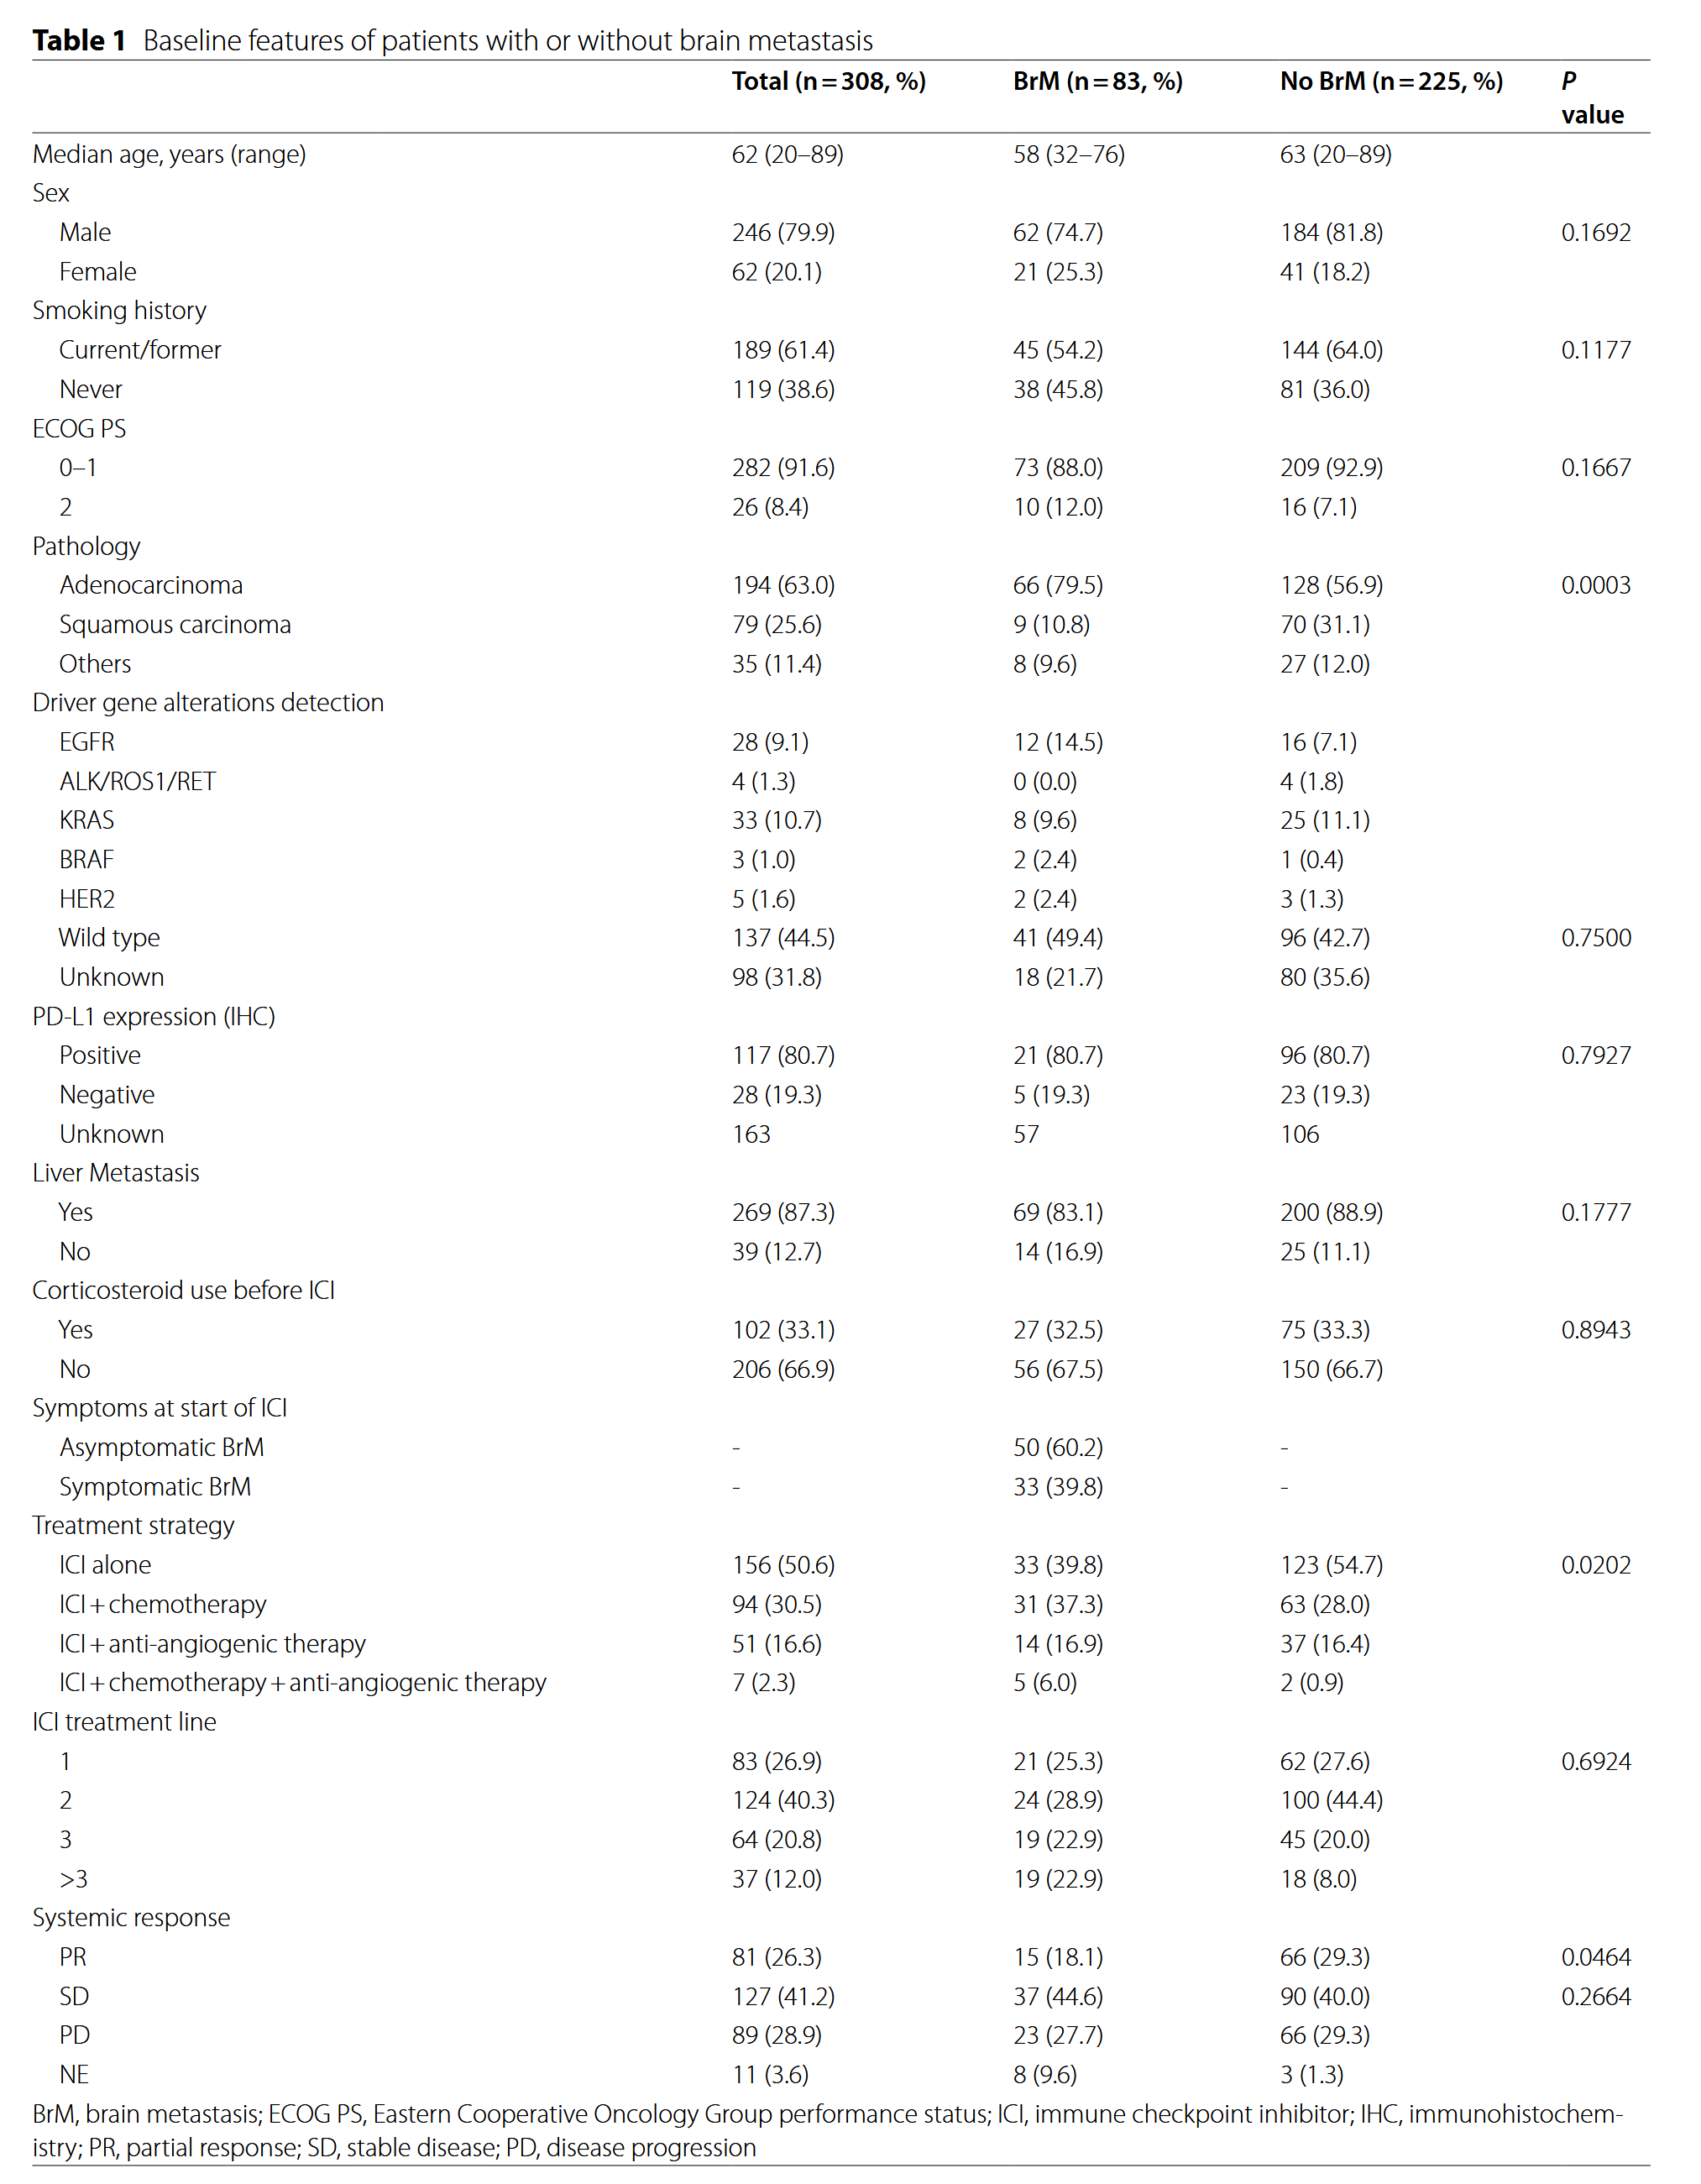 Table 1 Baseline features of patients with or without brain metastasis
Total (n = 308, %) BrM (n = 83, %) No BrM (n = 225, %) P value
Median age, years (range) 62 (20–89) 58 (32–76) 63 (20–89)
Sex
Male 246 (79.9) 62 (74.7) 184 (81.8) 0.1692
Female 62 (20.1) 21 (25.3) 41 (18.2)
Smoking history
Current/former 189 (61.4) 45 (54.2) 144 (64.0) 0.1177
Never 119 (38.6) 38 (45.8) 81 (36.0)
ECOG PS
0–1 282 (91.6) 73 (88.0) 209 (92.9) 0.1667
2 26 (8.4) 10 (12.0) 16 (7.1)
Pathology
Adenocarcinoma 194 (63.0) 66 (79.5) 128 (56.9) 0.0003
Squamous carcinoma 79 (25.6) 9 (10.8) 70 (31.1)
Others 35 (11.4) 8 (9.6) 27 (12.0)
Driver gene alterations detection
EGFR 28 (9.1) 12 (14.5) 16 (7.1)
ALK/ROS1/RET 4 (1.3) 0 (0.0) 4 (1.8)
KRAS 33 (10.7) 8 (9.6) 25 (11.1)
BRAF 3 (1.0) 2 (2.4) 1 (0.4)
HER2 5 (1.6) 2 (2.4) 3 (1.3)
Wild type 137 (44.5) 41 (49.4) 96 (42.7) 0.7500
Unknown 98 (31.8) 18 (21.7) 80 (35.6)
PD-L1 expression (IHC)
Positive 117 (80.7) 21 (80.7) 96 (80.7) 0.7927
Negative 28 (19.3) 5 (19.3) 23 (19.3)
Unknown 163 57 106
Liver Metastasis
Yes 269 (87.3) 69 (83.1) 200 (88.9) 0.1777
No 39 (12.7) 14 (16.9) 25 (11.1)
Corticosteroid use before ICI
Yes 102 (33.1) 27 (32.5) 75 (33.3) 0.8943
No 206 (66.9) 56 (67.5) 150 (66.7)
Symptoms at start of ICI
Asymptomatic BrM - 50 (60.2) -
Symptomatic BrM - 33 (39.8) -
Treatment strategy
ICI alone 156 (50.6) 33 (39.8) 123 (54.7) 0.0202
ICI + chemotherapy 94 (30.5) 31 (37.3) 63 (28.0)
ICI + anti-angiogenic therapy 51 (16.6) 14 (16.9) 37 (16.4)
ICI + chemotherapy + anti-angiogenic therapy 7 (2.3) 5 (6.0) 2 (0.9)
ICI treatment line
1 83 (26.9) 21 (25.3) 62 (27.6) 0.6924
2 124 (40.3) 24 (28.9) 100 (44.4)
3 64 (20.8) 19 (22.9) 45 (20.0)
>3 37 (12.0) 19 (22.9) 18 (8.0)
Systemic response
PR 81 (26.3) 15 (18.1) 66 (29.3) 0.0464
SD 127 (41.2) 37 (44.6) 90 (40.0) 0.2664
PD 89 (28.9) 23 (27.7) 66 (29.3)
NE 11 (3.6) 8 (9.6) 3 (1.3)
BrM, brain metastasis; ECOG PS, Eastern Cooperative Oncology Group performance status; ICI, immune checkpoint inhibitor; IHC, immunohistochem-
istry; PR, partial response; SD, stable disease; PD, disease progression